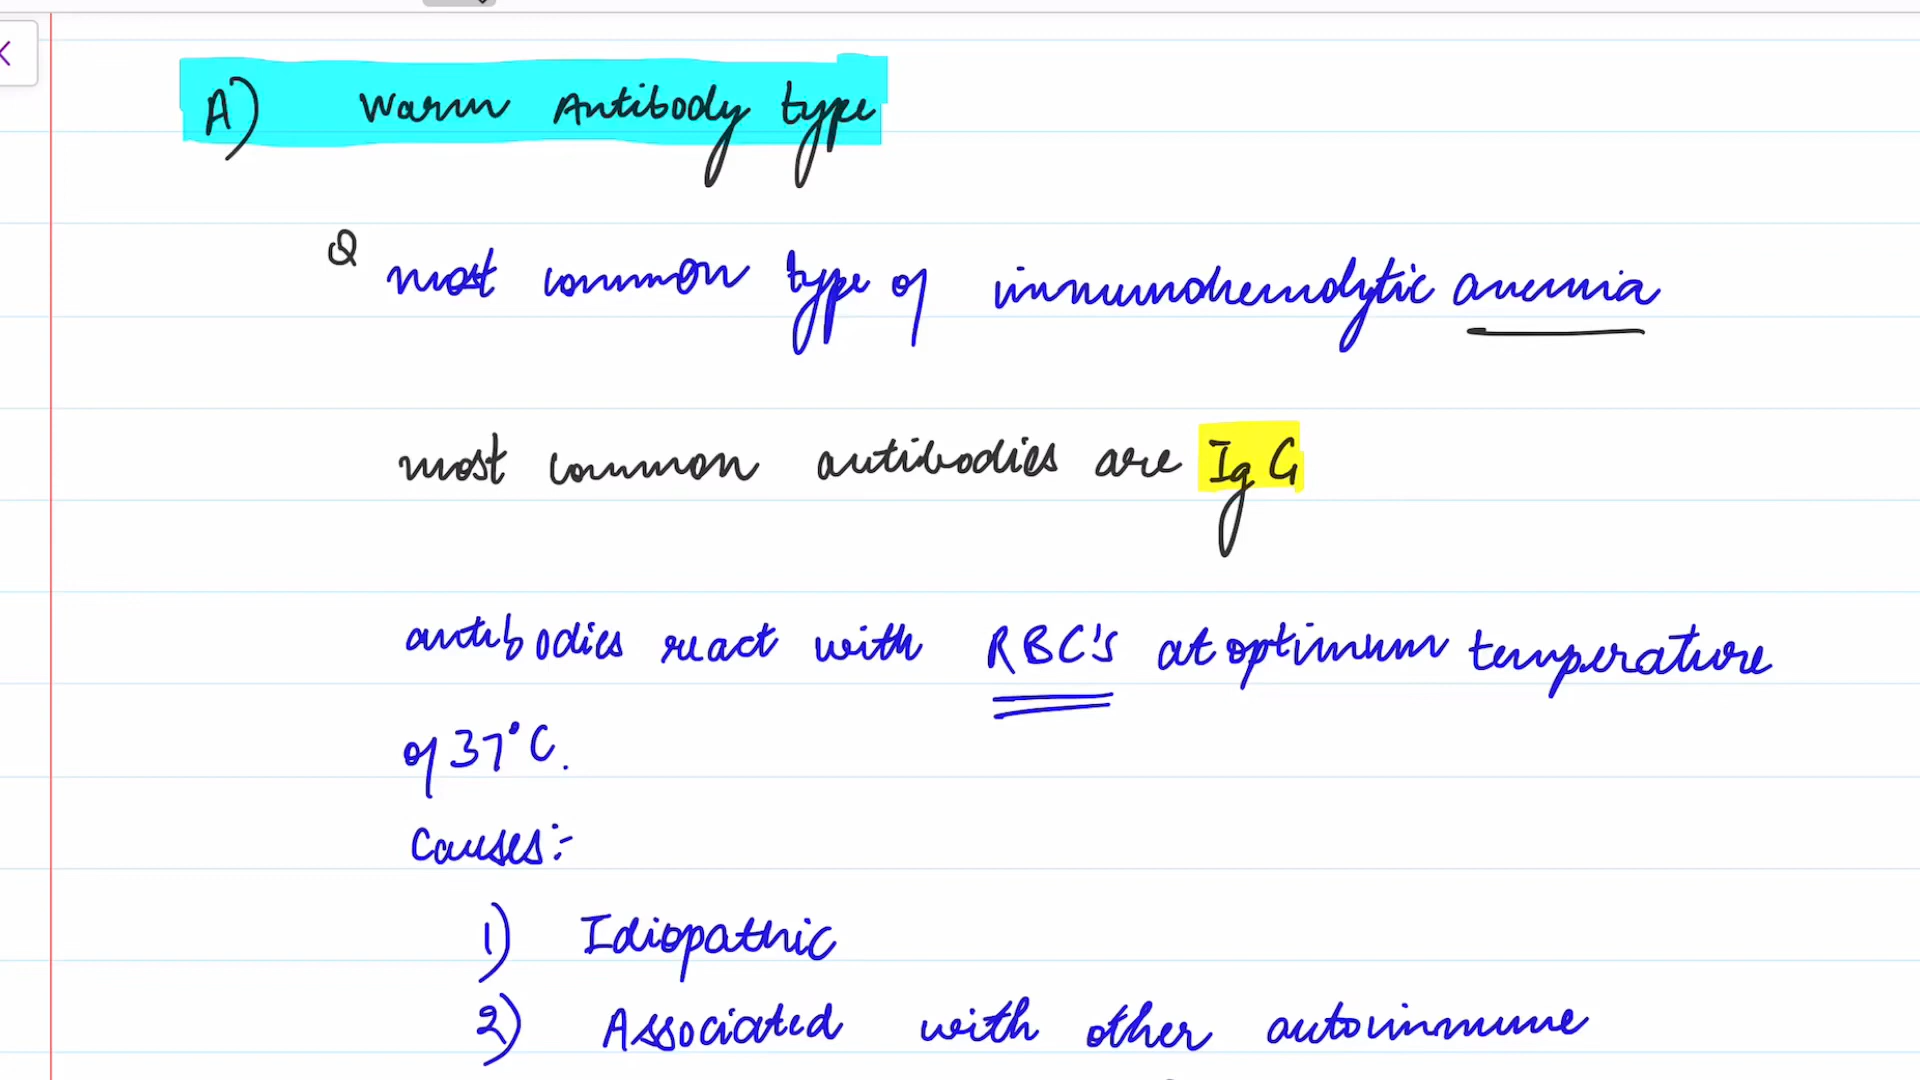 A) Warm Antibody type
Q most common type of immunohemolytic anemia
most common antibodies are IgG
antibodies react with RBC's at optimum temperature
of 37°C.
Causes:-
1) Idiopathic
2) Associated with other autoimmune